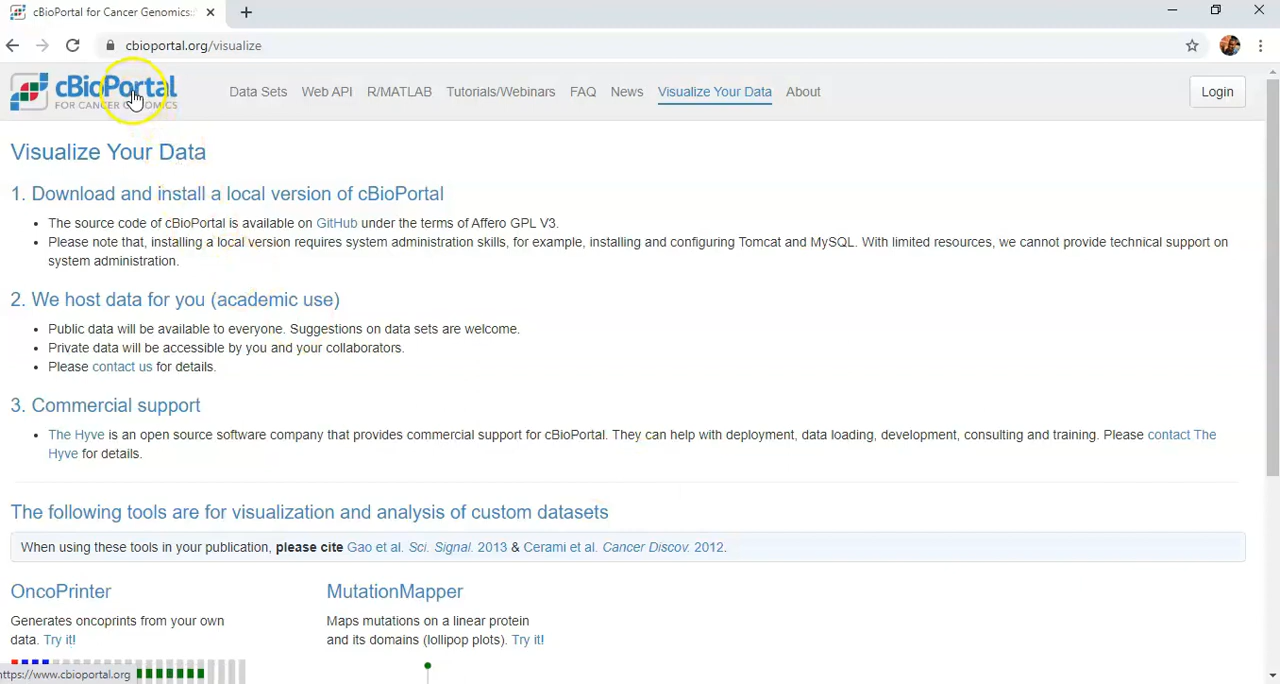 cBioPortal for Cancer Genomics::
cbioportal.org/visualize
cBioPortal
FOR CANCER GENOMICS
Data Sets Web API R/MATLAB Tutorials/Webinars FAQ News Visualize Your Data About Login
Visualize Your Data
1. Download and install a local version of cBioPortal
• The source code of cBioPortal is available on GitHub under the terms of Affero GPL V3.
• Please note that, installing a local version requires system administration skills, for example, installing and configuring Tomcat and MySQL. With limited resources, we cannot provide technical support on
system administration.
2. We host data for you (academic use)
• Public data will be available to everyone. Suggestions on data sets are welcome.
• Private data will be accessible by you and your collaborators.
• Please contact us for details.
3. Commercial support
• The Hyve is an open source software company that provides commercial support for cBioPortal. They can help with deployment, data loading, development, consulting and training. Please contact The
Hyve for details.
The following tools are for visualization and analysis of custom datasets
When using these tools in your publication, please cite Gao et al. Sci. Signal. 2013 & Cerami et al. Cancer Discov. 2012.
OncoPrinter
Generates oncoprints from your own
data. Try it!
MutationMapper
Maps mutations on a linear protein
and its domains (lollipop plots). Try it!
https://www.cbioportal.org